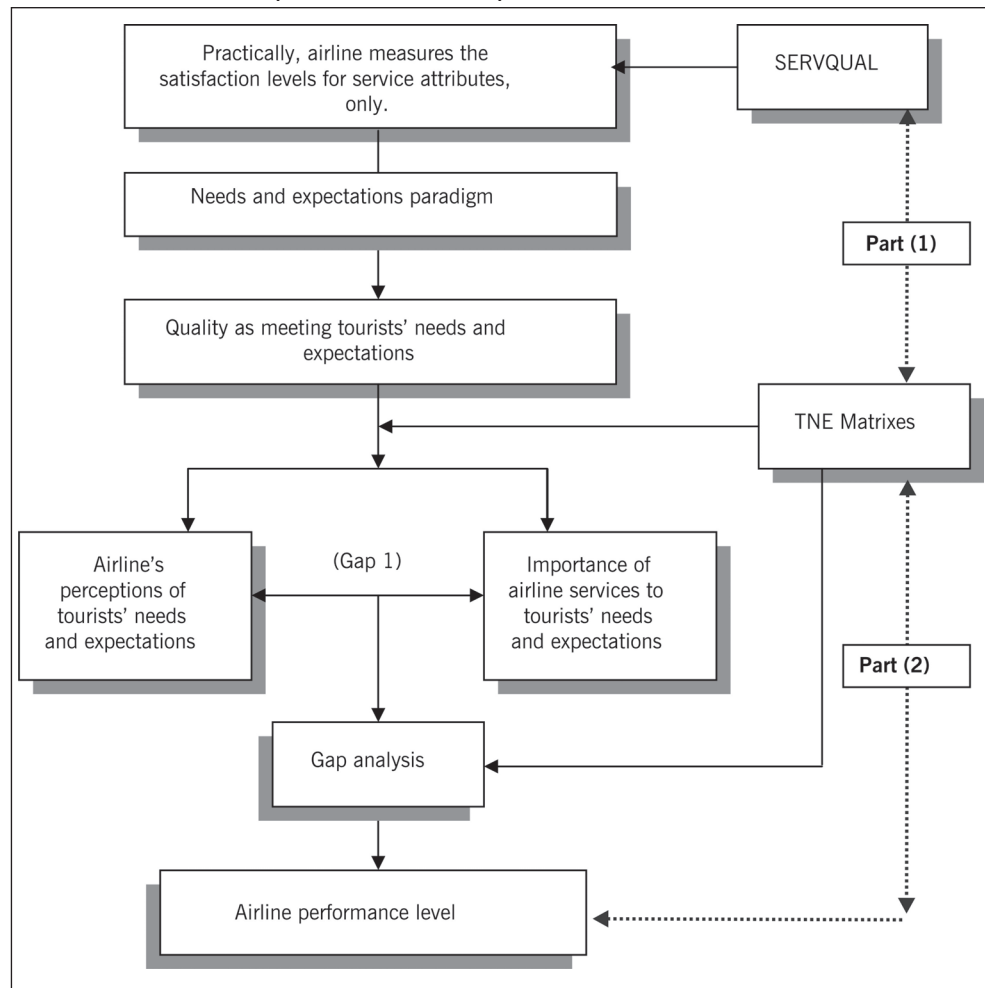 Practically, airline measures the
satisfaction levels for service attributes,
only.
SERVQUAL
Needs and expectations paradigm
Part (1)
Quality as meeting tourists’ needs and
expectations
TNE Matrixes
Airline’s
perceptions of
tourists’ needs
and expectations
(Gap 1)
Importance of
airline services to
tourists’ needs
and expectations
Part (2)
Gap analysis
Airline performance level